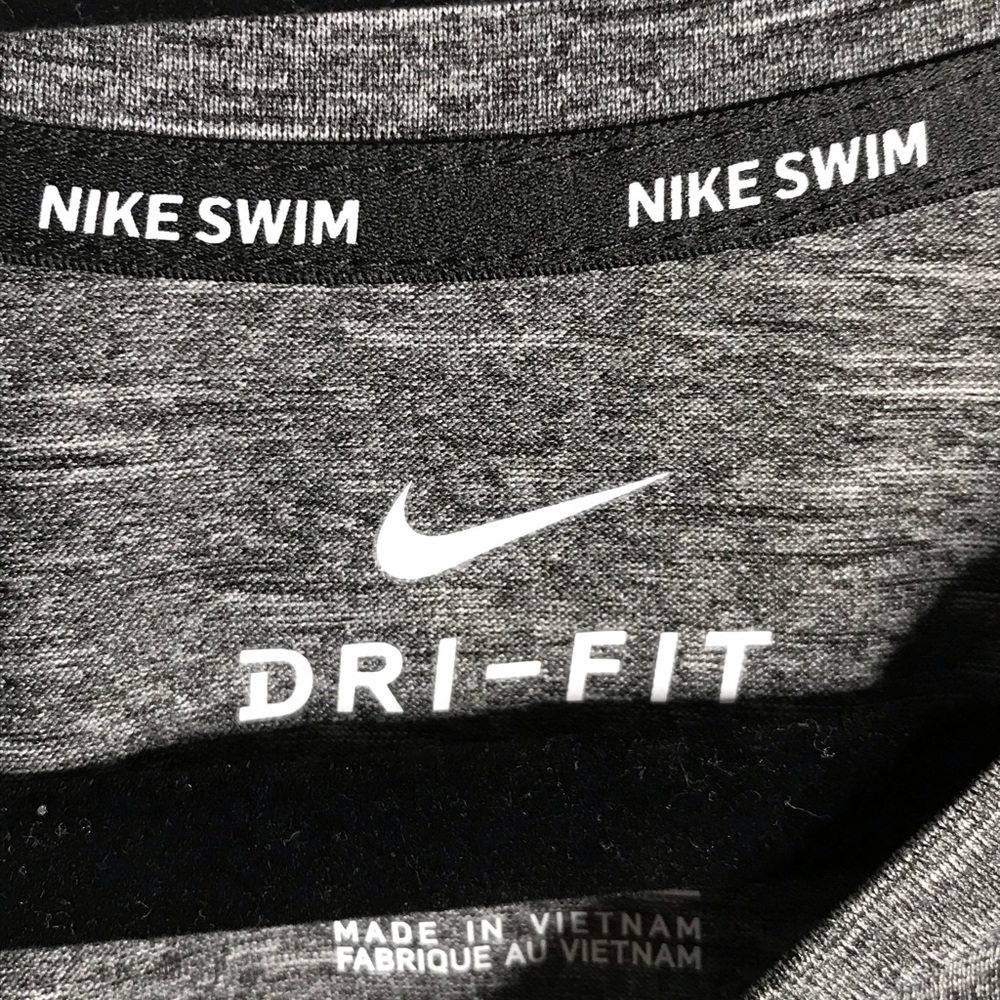 NIKE SWIM NIKE SWIM
DRI-FIT
MADE IN VIETNAM
FABRIQUE AU VIETNAM